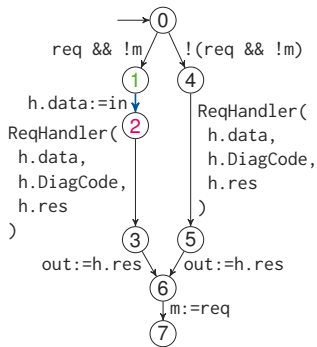 0
req && !m
!(req && !m)
1
4
h.data:=in
2
ReqHandler(
h.data,
h.DiagCode,
h.res
)
ReqHandler(
h.data,
h.DiagCode,
h.res
)
3
5
out:=h.res
out:=h.res
6
m:=req
7